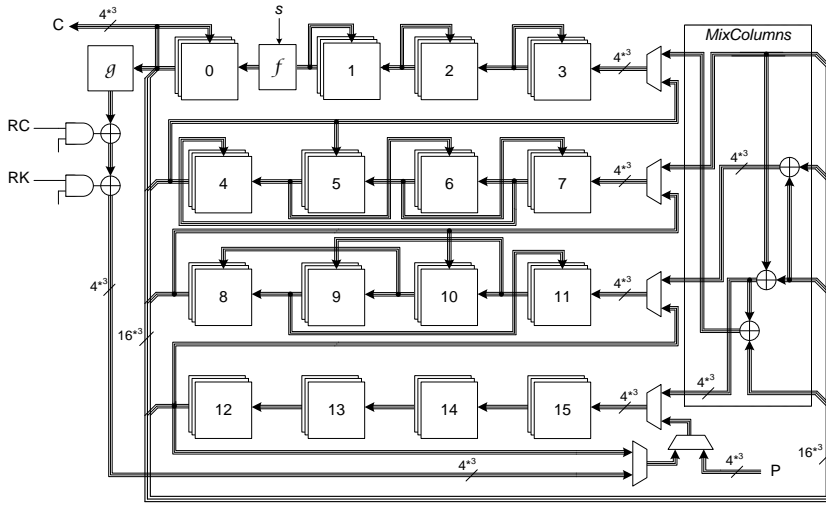 C 4*³ s MixColumns
g 0 f 1 2 3 4*³
RC
4 5 6 7 4*³ 4*³
RK
4*³ 8 9 10 11 4*³
16*³
12 13 14 15 4*³ 4*³
4*³ 4*³ P 16*³